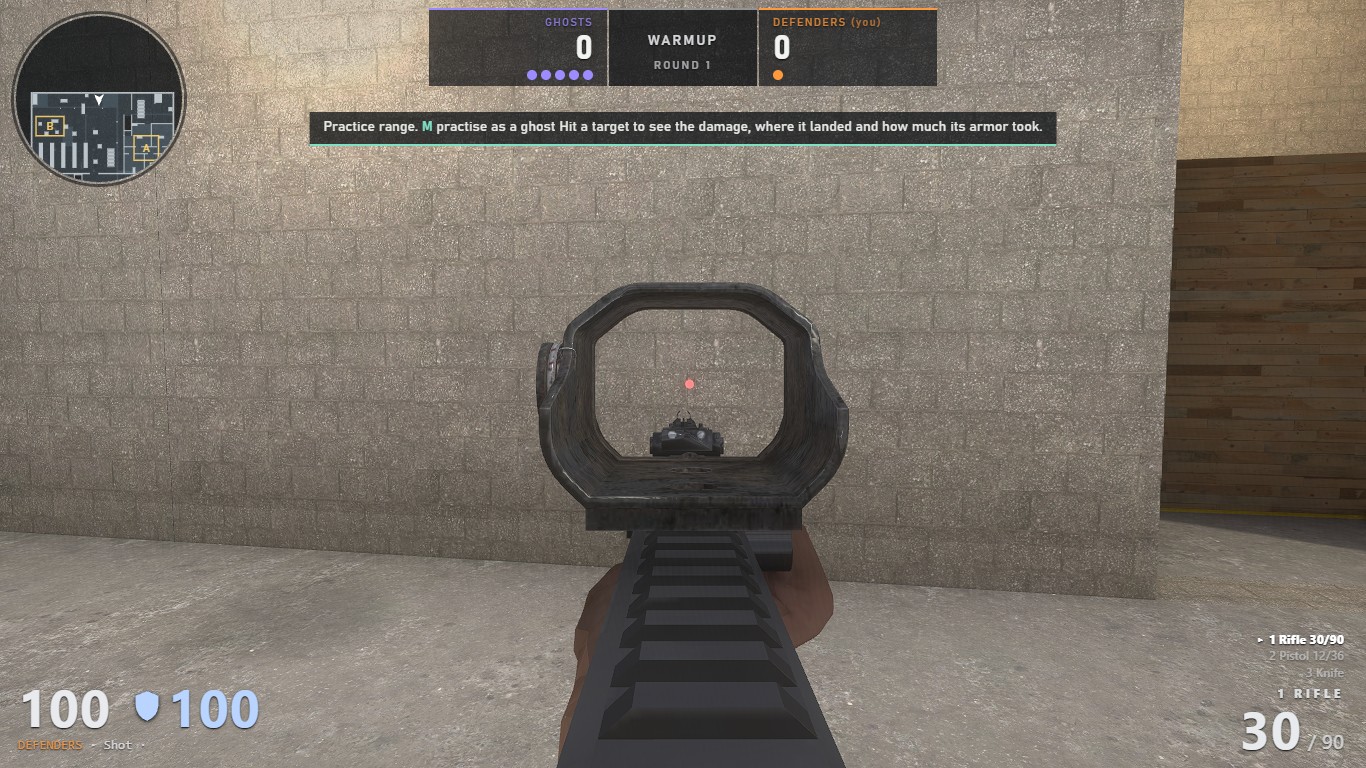 GHOSTS
0
WARMUP
ROUND 1
DEFENDERS (you)
0
Practice range. M practise as a ghost Hit a target to see the damage, where it landed and how much its armor took.
B
A
▸ 1 Rifle 30/90
2 Pistol 12/36
3 Knife
1 RIFLE
30 / 90
100 100
DEFENDERS · Shot ·